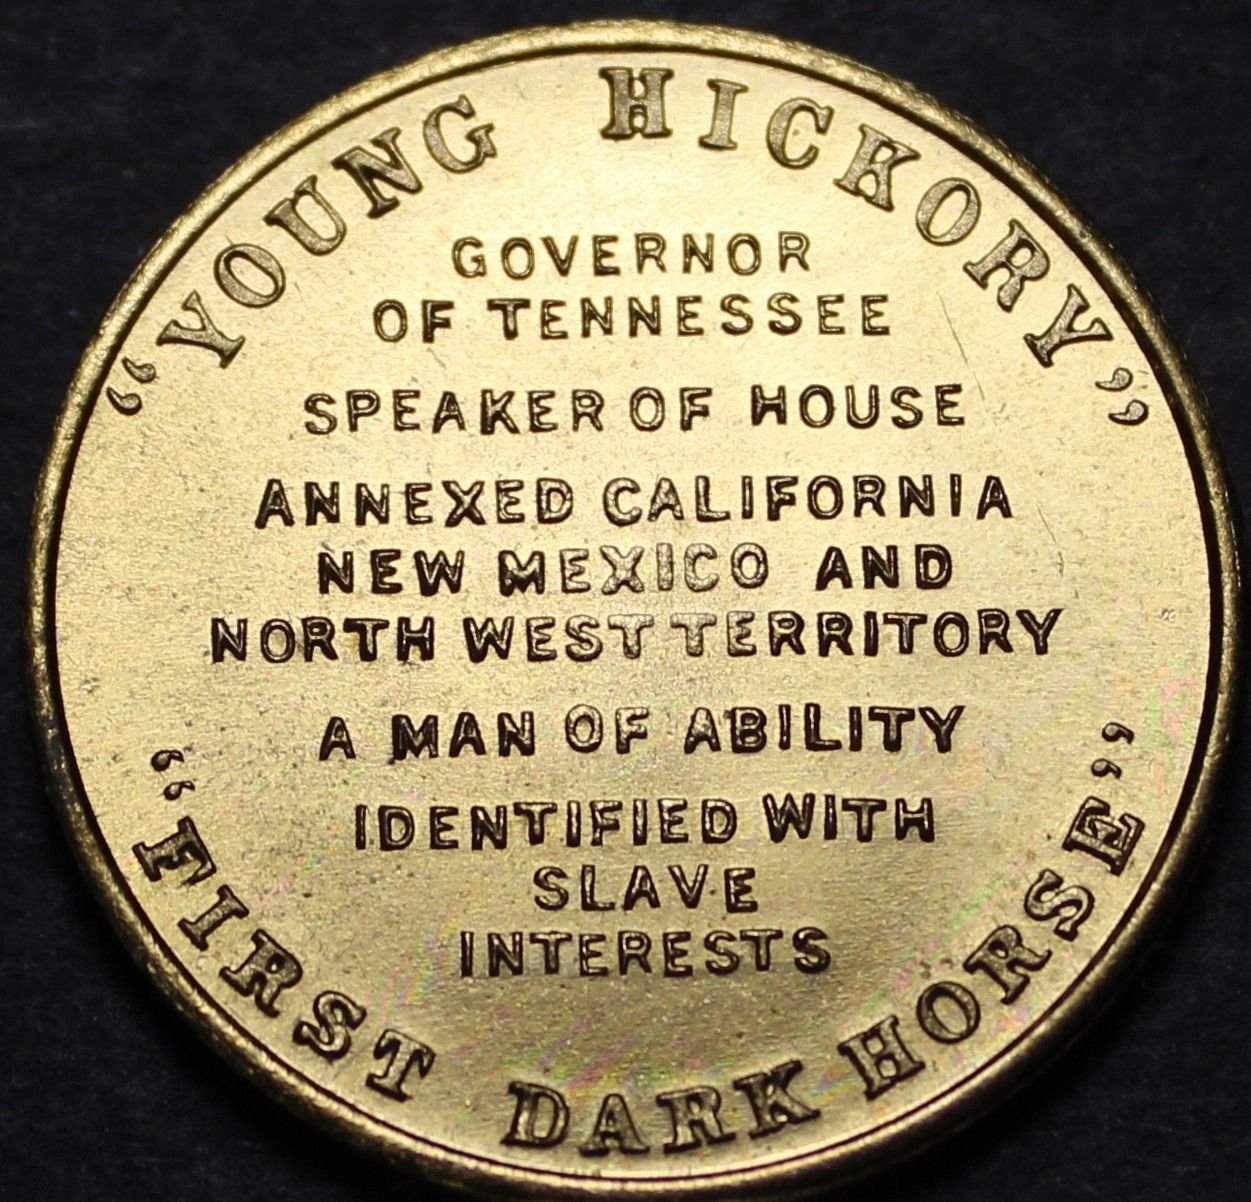 “YOUNG HICKORY”
GOVERNOR
OF TENNESSEE
SPEAKER OF HOUSE
ANNEXED CALIFORNIA
NEW MEXICO AND
NORTH WEST TERRITORY
A MAN OF ABILITY
IDENTIFIED WITH
SLAVE
INTERESTS
“FIRST DARK HORSE”